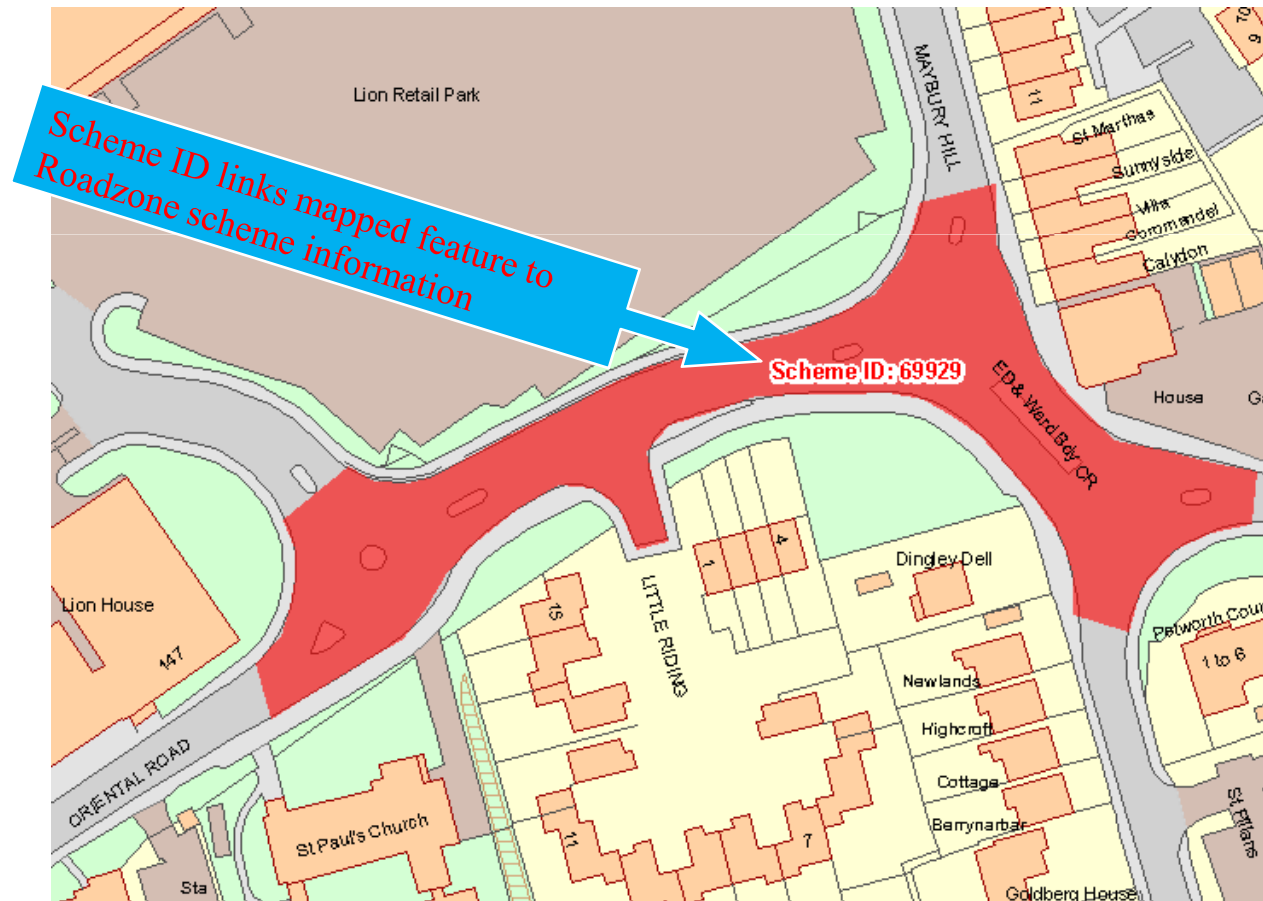 Lion Retail Park
MAYBURY HILL
11
10
9
St Marthas
Sunnyside
Villa
Coromandel
Calydon
Scheme ID links mapped feature to
Roadzone scheme information
Scheme ID: 69929
ED & Ward Bdy CR
House
Lion House
147
LITTLE RIDING
15
1
4
Dingley Dell
Petworth Cour
1 to 6
Newlands
Highcroft
Cottage
Berrynarbar
ORIENTAL ROAD
St Paul's Church
11
7
Sta
Goldberg House